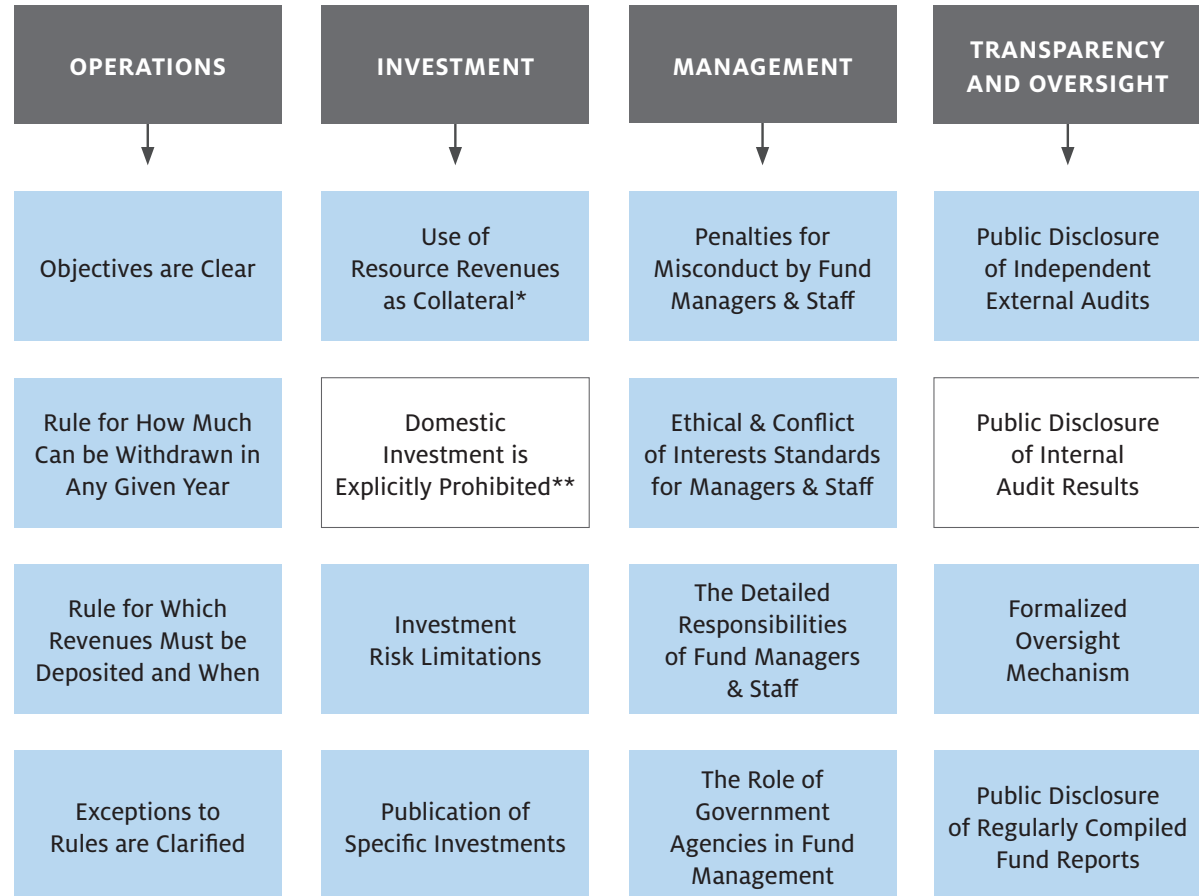 OPERATIONS
INVESTMENT
MANAGEMENT
TRANSPARENCY
AND OVERSIGHT
Objectives are Clear
Use of
Resource Revenues
as Collateral*
Penalties for
Misconduct by Fund
Managers & Staff
Public Disclosure
of Independent
External Audits
Rule for How Much
Can be Withdrawn in
Any Given Year
Domestic
Investment is
Explicitly Prohibited**
Ethical & Conflict
of Interests Standards
for Managers & Staff
Public Disclosure
of Internal
Audit Results
Rule for Which
Revenues Must be
Deposited and When
Investment
Risk Limitations
The Detailed
Responsibilities
of Fund Managers
& Staff
Formalized
Oversight
Mechanism
Exceptions to
Rules are Clarified
Publication of
Specific Investments
The Role of
Government
Agencies in Fund
Management
Public Disclosure
of Regularly Compiled
Fund Reports